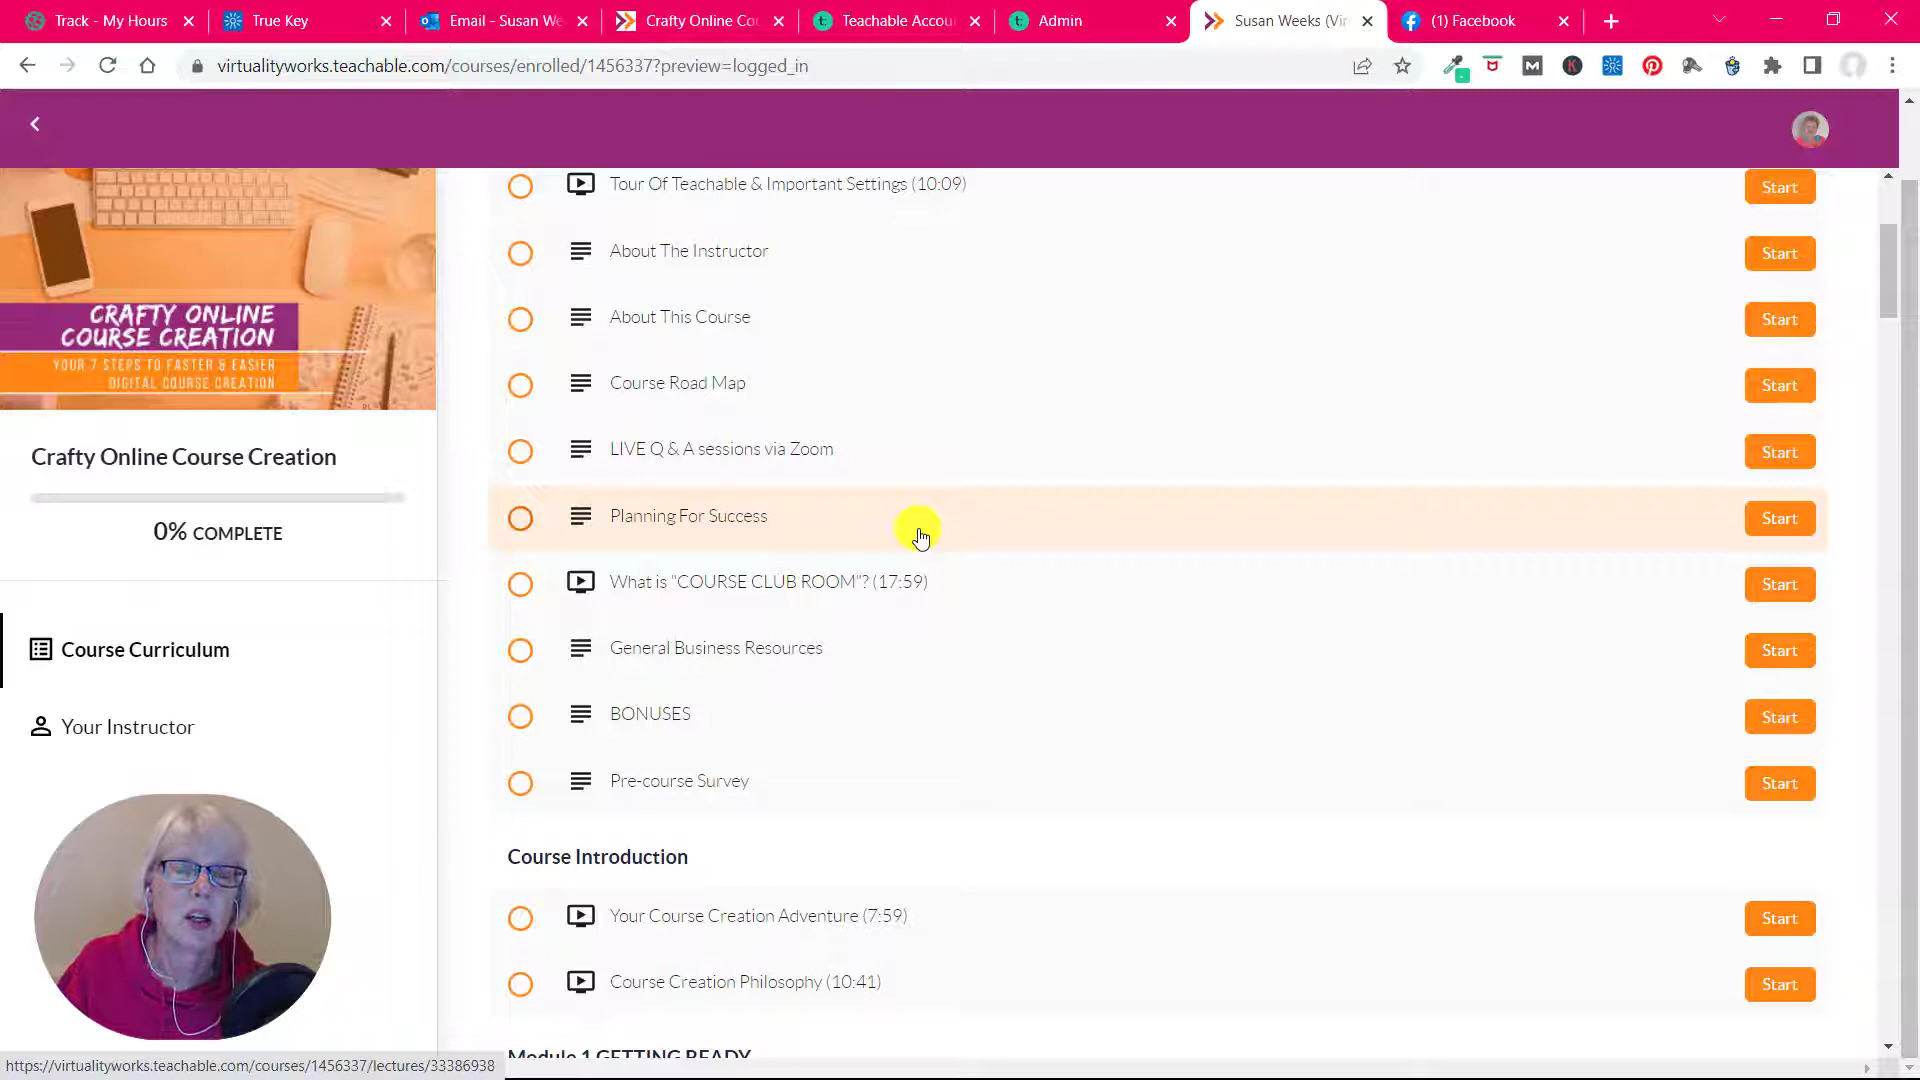 Track - My Hours
True Key
Email - Susan We
Crafty Online Co
Teachable Accou
Admin
Susan Weeks (Vir
(1) Facebook
virtualityworks.teachable.com/courses/enrolled/1456337?preview=logged_in
CRAFTY ONLINE
COURSE CREATION
YOUR 7 STEPS TO FASTER & EASIER
DIGITAL COURSE CREATION
Crafty Online Course Creation
0% COMPLETE
Course Curriculum
Your Instructor
Tour Of Teachable & Important Settings (10:09)
Start
About The Instructor
Start
About This Course
Start
Course Road Map
Start
LIVE Q & A sessions via Zoom
Start
Planning For Success
Start
What is "COURSE CLUB ROOM"? (17:59)
Start
General Business Resources
Start
BONUSES
Start
Pre-course Survey
Start
Course Introduction
Your Course Creation Adventure (7:59)
Start
Course Creation Philosophy (10:41)
Start
Module 1 GETTING READY
https://virtualityworks.teachable.com/courses/1456337/lectures/33386938